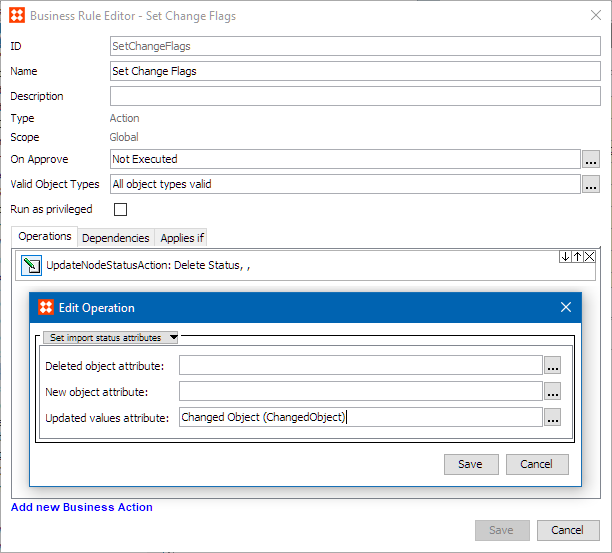 Business Rule Editor - Set Change Flags
ID SetChangeFlags
Name Set Change Flags
Description
Type Action
Scope Global
On Approve Not Executed ...
Valid Object Types All object types valid ...
Run as privileged
Operations Dependencies Applies if
UpdateNodeStatusAction: Delete Status, ,
Edit Operation
Set import status attributes
Deleted object attribute: ...
New object attribute: ...
Updated values attribute: Changed Object (ChangedObject) ...
Save Cancel
Add new Business Action
Save Cancel